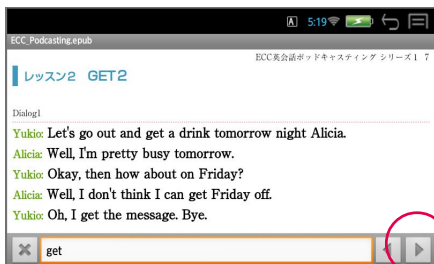 A 5:19
ECC_Podcasting.epub
ECC英会話ポッドキャスティング シリーズ1 7
レッスン2 GET2
Dialog1
Yukio: Let's go out and get a drink tomorrow night Alicia.
Alicia: Well, I'm pretty busy tomorrow.
Yukio: Okay, then how about on Friday?
Alicia: Well, I don't think I can get Friday off.
Yukio: Oh, I get the message. Bye.
get